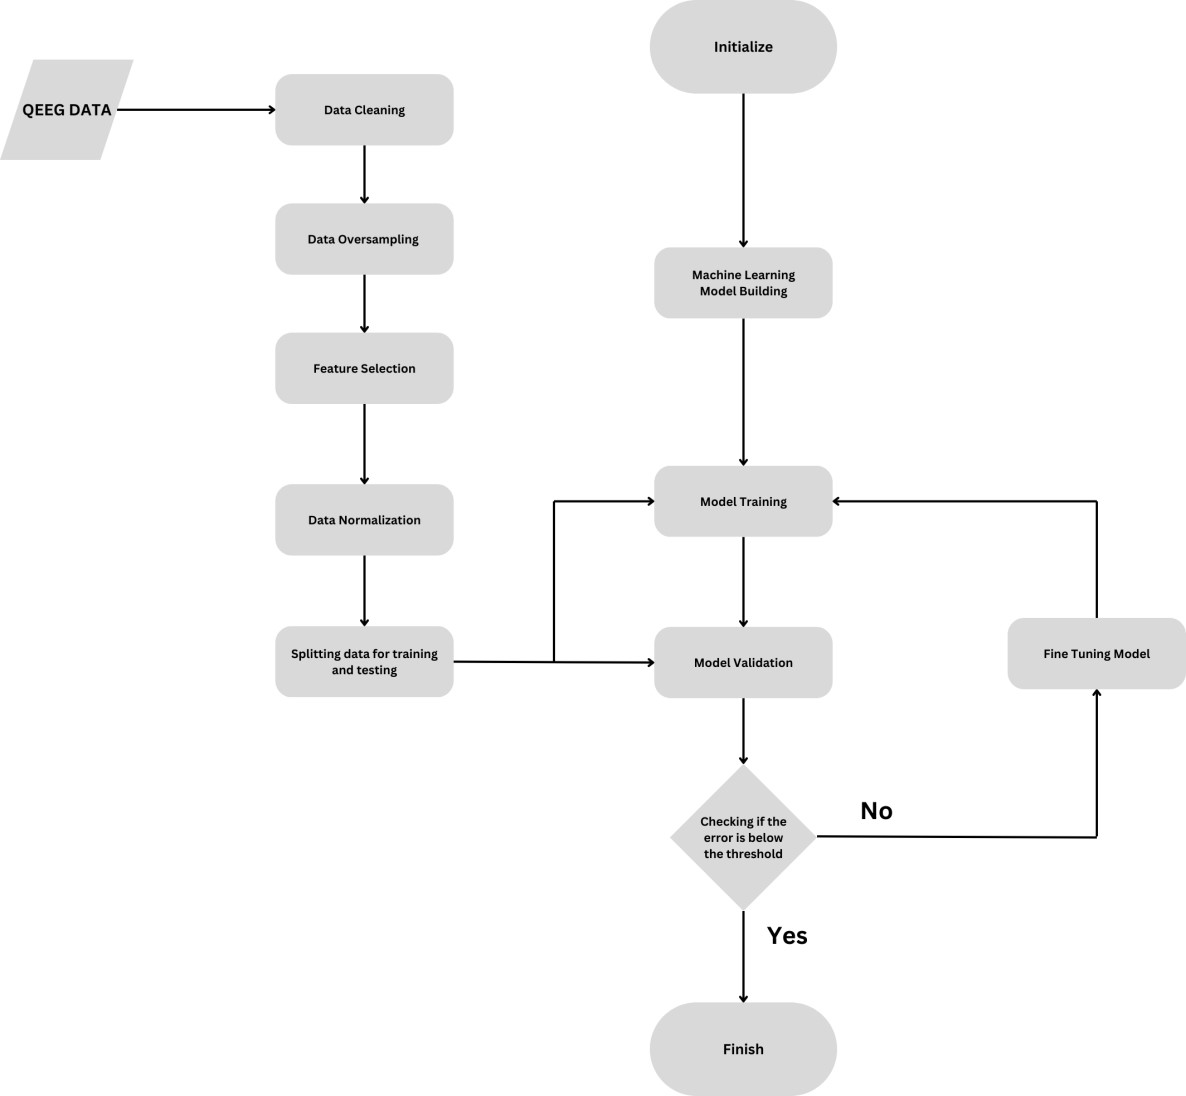 Initialize
QEEG DATA
Data Cleaning
Data Oversampling
Machine Learning
Model Building
Feature Selection
Model Training
Data Normalization
Splitting data for training
and testing
Model Validation
Fine Tuning Model
No
Checking if the
error is below
the threshold
Yes
Finish